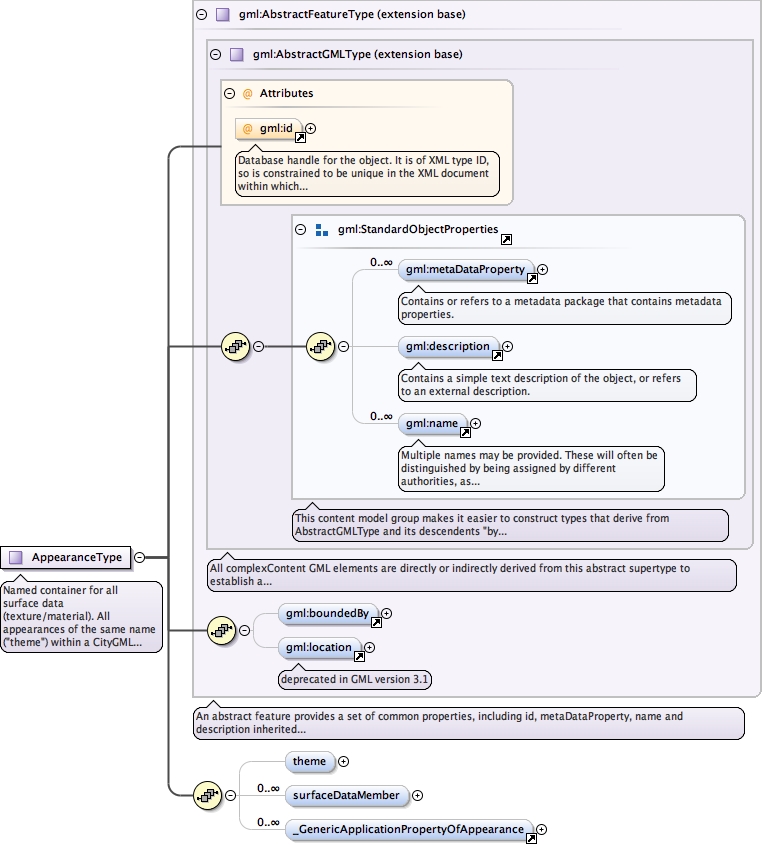 gml:AbstractFeatureType (extension base)
gml:AbstractGMLType (extension base)
@ Attributes
@ gml:id
Database handle for the object. It is of XML type ID,
so is constrained to be unique in the XML document
within which...
gml:StandardObjectProperties
0..∞
gml:metaDataProperty
Contains or refers to a metadata package that contains metadata
properties.
gml:description
Contains a simple text description of the object, or refers
to an external description.
0..∞
gml:name
Multiple names may be provided. These will often be
distinguished by being assigned by different
authorities, as...
This content model group makes it easier to construct types that derive from
AbstractGMLType and its descendents "by...
AppearanceType
Named container for all
surface data
(texture/material). All
appearances of the same name
("theme") within a CityGML...
All complexContent GML elements are directly or indirectly derived from this abstract supertype to
establish a...
gml:boundedBy
gml:location
deprecated in GML version 3.1
An abstract feature provides a set of common properties, including id, metaDataProperty, name and
description inherited...
theme
0..∞
surfaceDataMember
0..∞
_GenericApplicationPropertyOfAppearance